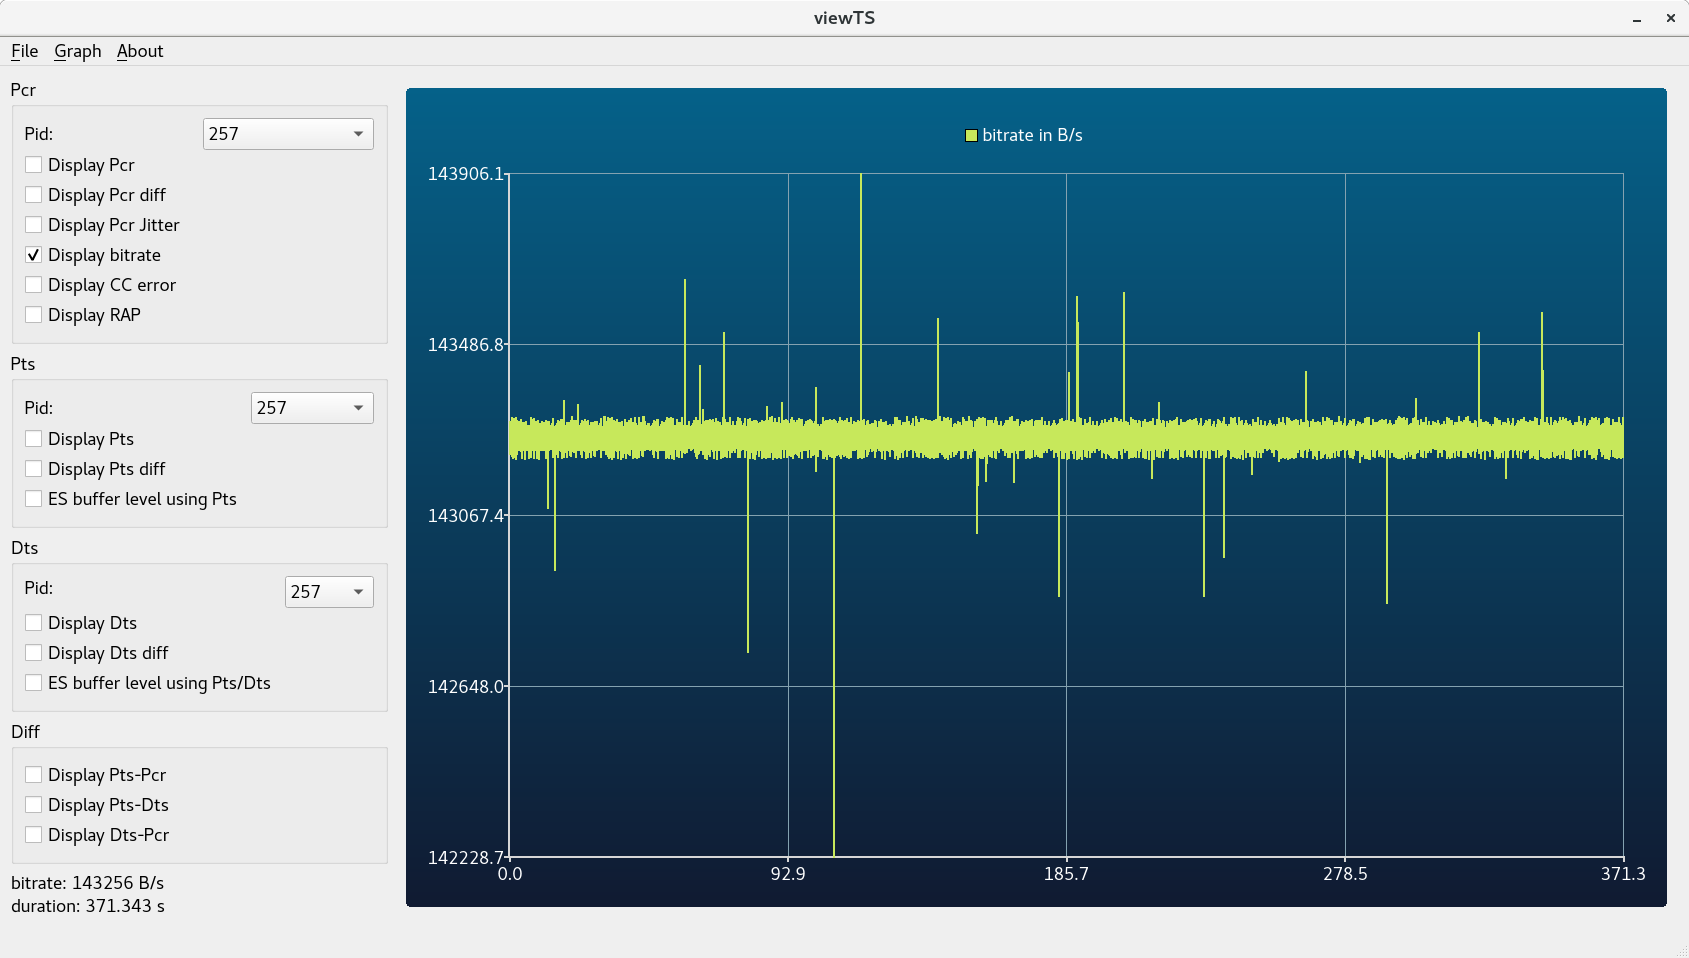 viewTS
File Graph About
Pcr
Pid: 257
Display Pcr
Display Pcr diff
Display Pcr Jitter
Display bitrate
Display CC error
Display RAP
Pts
Pid: 257
Display Pts
Display Pts diff
ES buffer level using Pts
Dts
Pid: 257
Display Dts
Display Dts diff
ES buffer level using Pts/Dts
Diff
Display Pts-Pcr
Display Pts-Dts
Display Dts-Pcr
bitrate: 143256 B/s
duration: 371.343 s
bitrate in B/s
143906.1
143486.8
143067.4
142648.0
142228.7
0.0 92.9 185.7 278.5 371.3